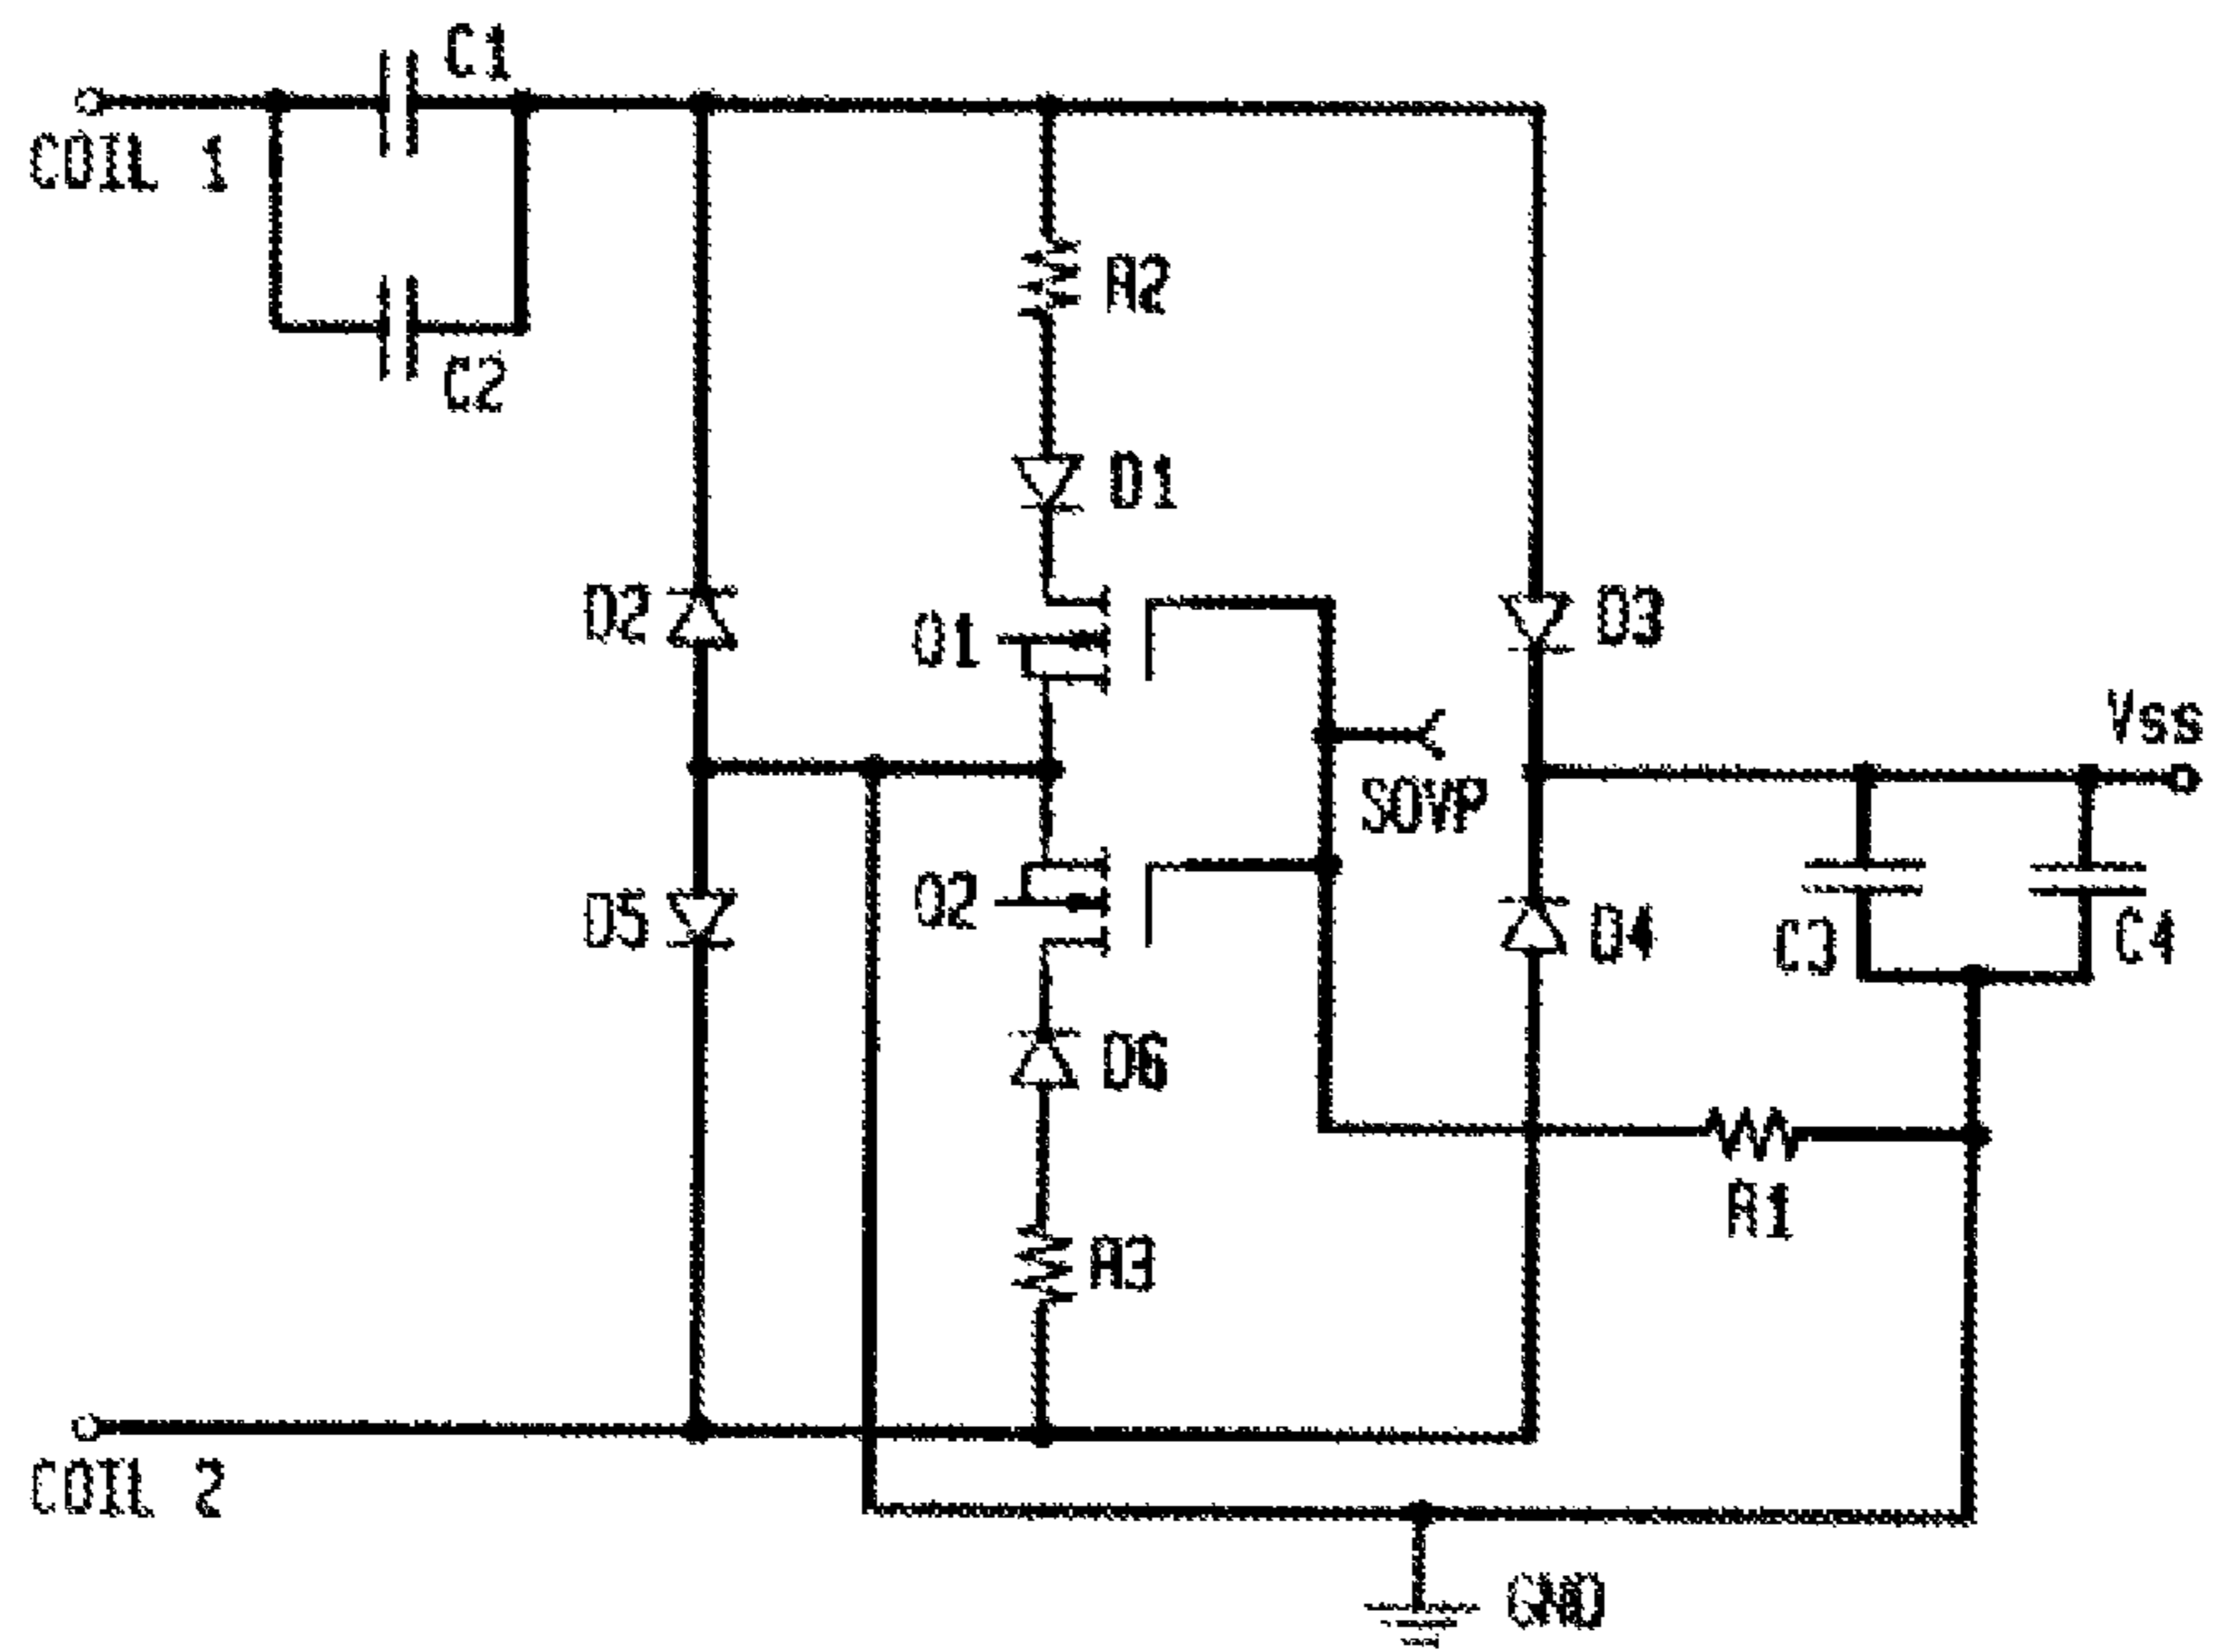 C1
COIL 1
C2
R2
D1
D2
Q1
D3
Vss
SOVP
D5
Q2
D4
C3
C4
D6
R1
R3
COIL 2
GND